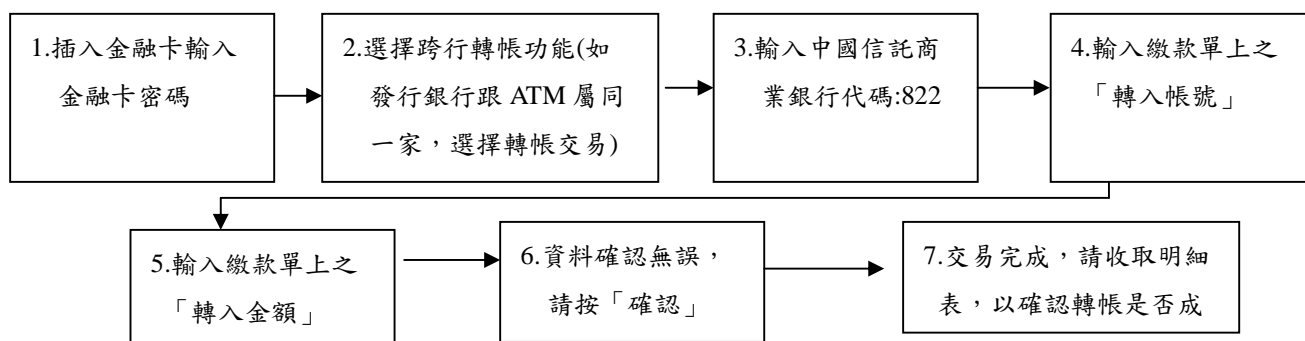 1.插入金融卡輸入
金融卡密碼
2.選擇跨行轉帳功能(如
發行銀行跟 ATM 屬同
一家，選擇轉帳交易)
3.輸入中國信託商
業銀行代碼:822
4.輸入繳款單上之
「轉入帳號」
5.輸入繳款單上之
「轉入金額」
6.資料確認無誤，
請按「確認」
7.交易完成，請收取明細
表，以確認轉帳是否成